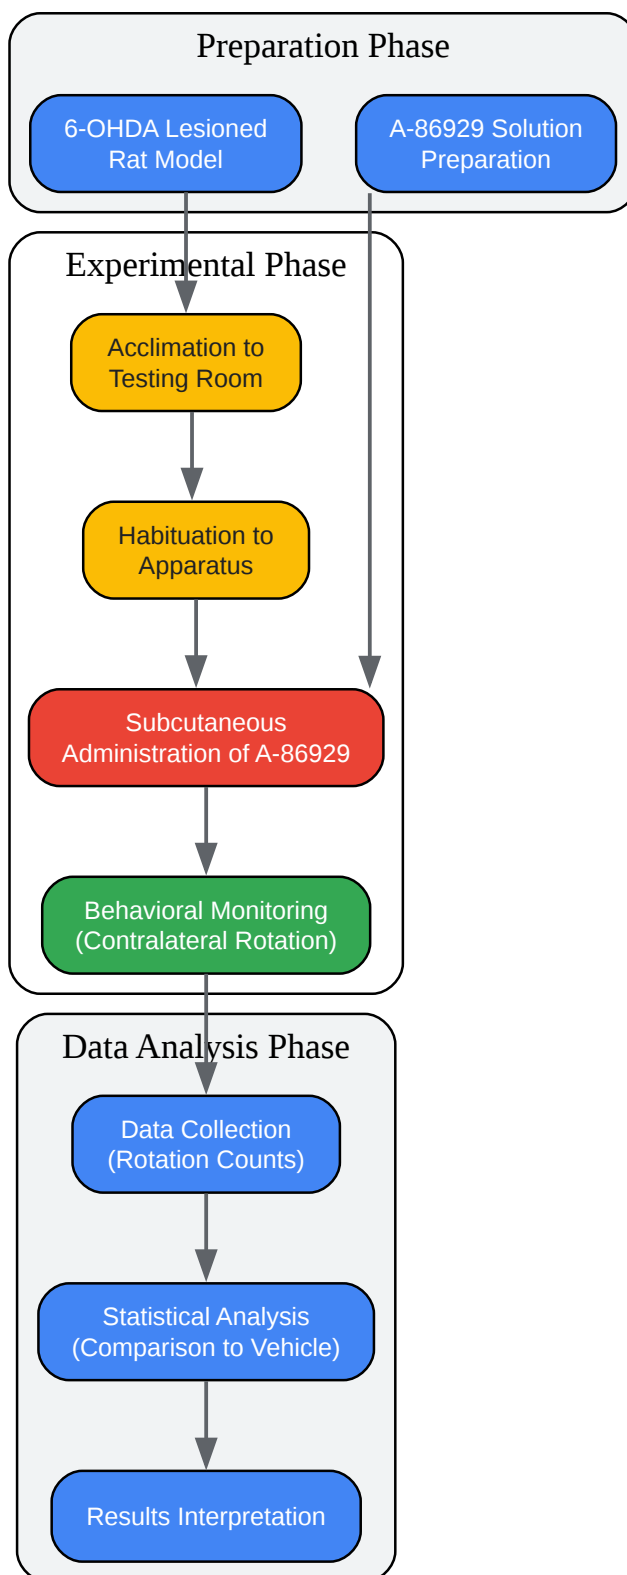 Preparation Phase
6-OHDA Lesioned
Rat Model
A-86929 Solution
Preparation
Experimental Phase
Acclimation to
Testing Room
Habituation to
Apparatus
Subcutaneous
Administration of A-86929
Behavioral Monitoring
(Contralateral Rotation)
Data Analysis Phase
Data Collection
(Rotation Counts)
Statistical Analysis
(Comparison to Vehicle)
Results Interpretation